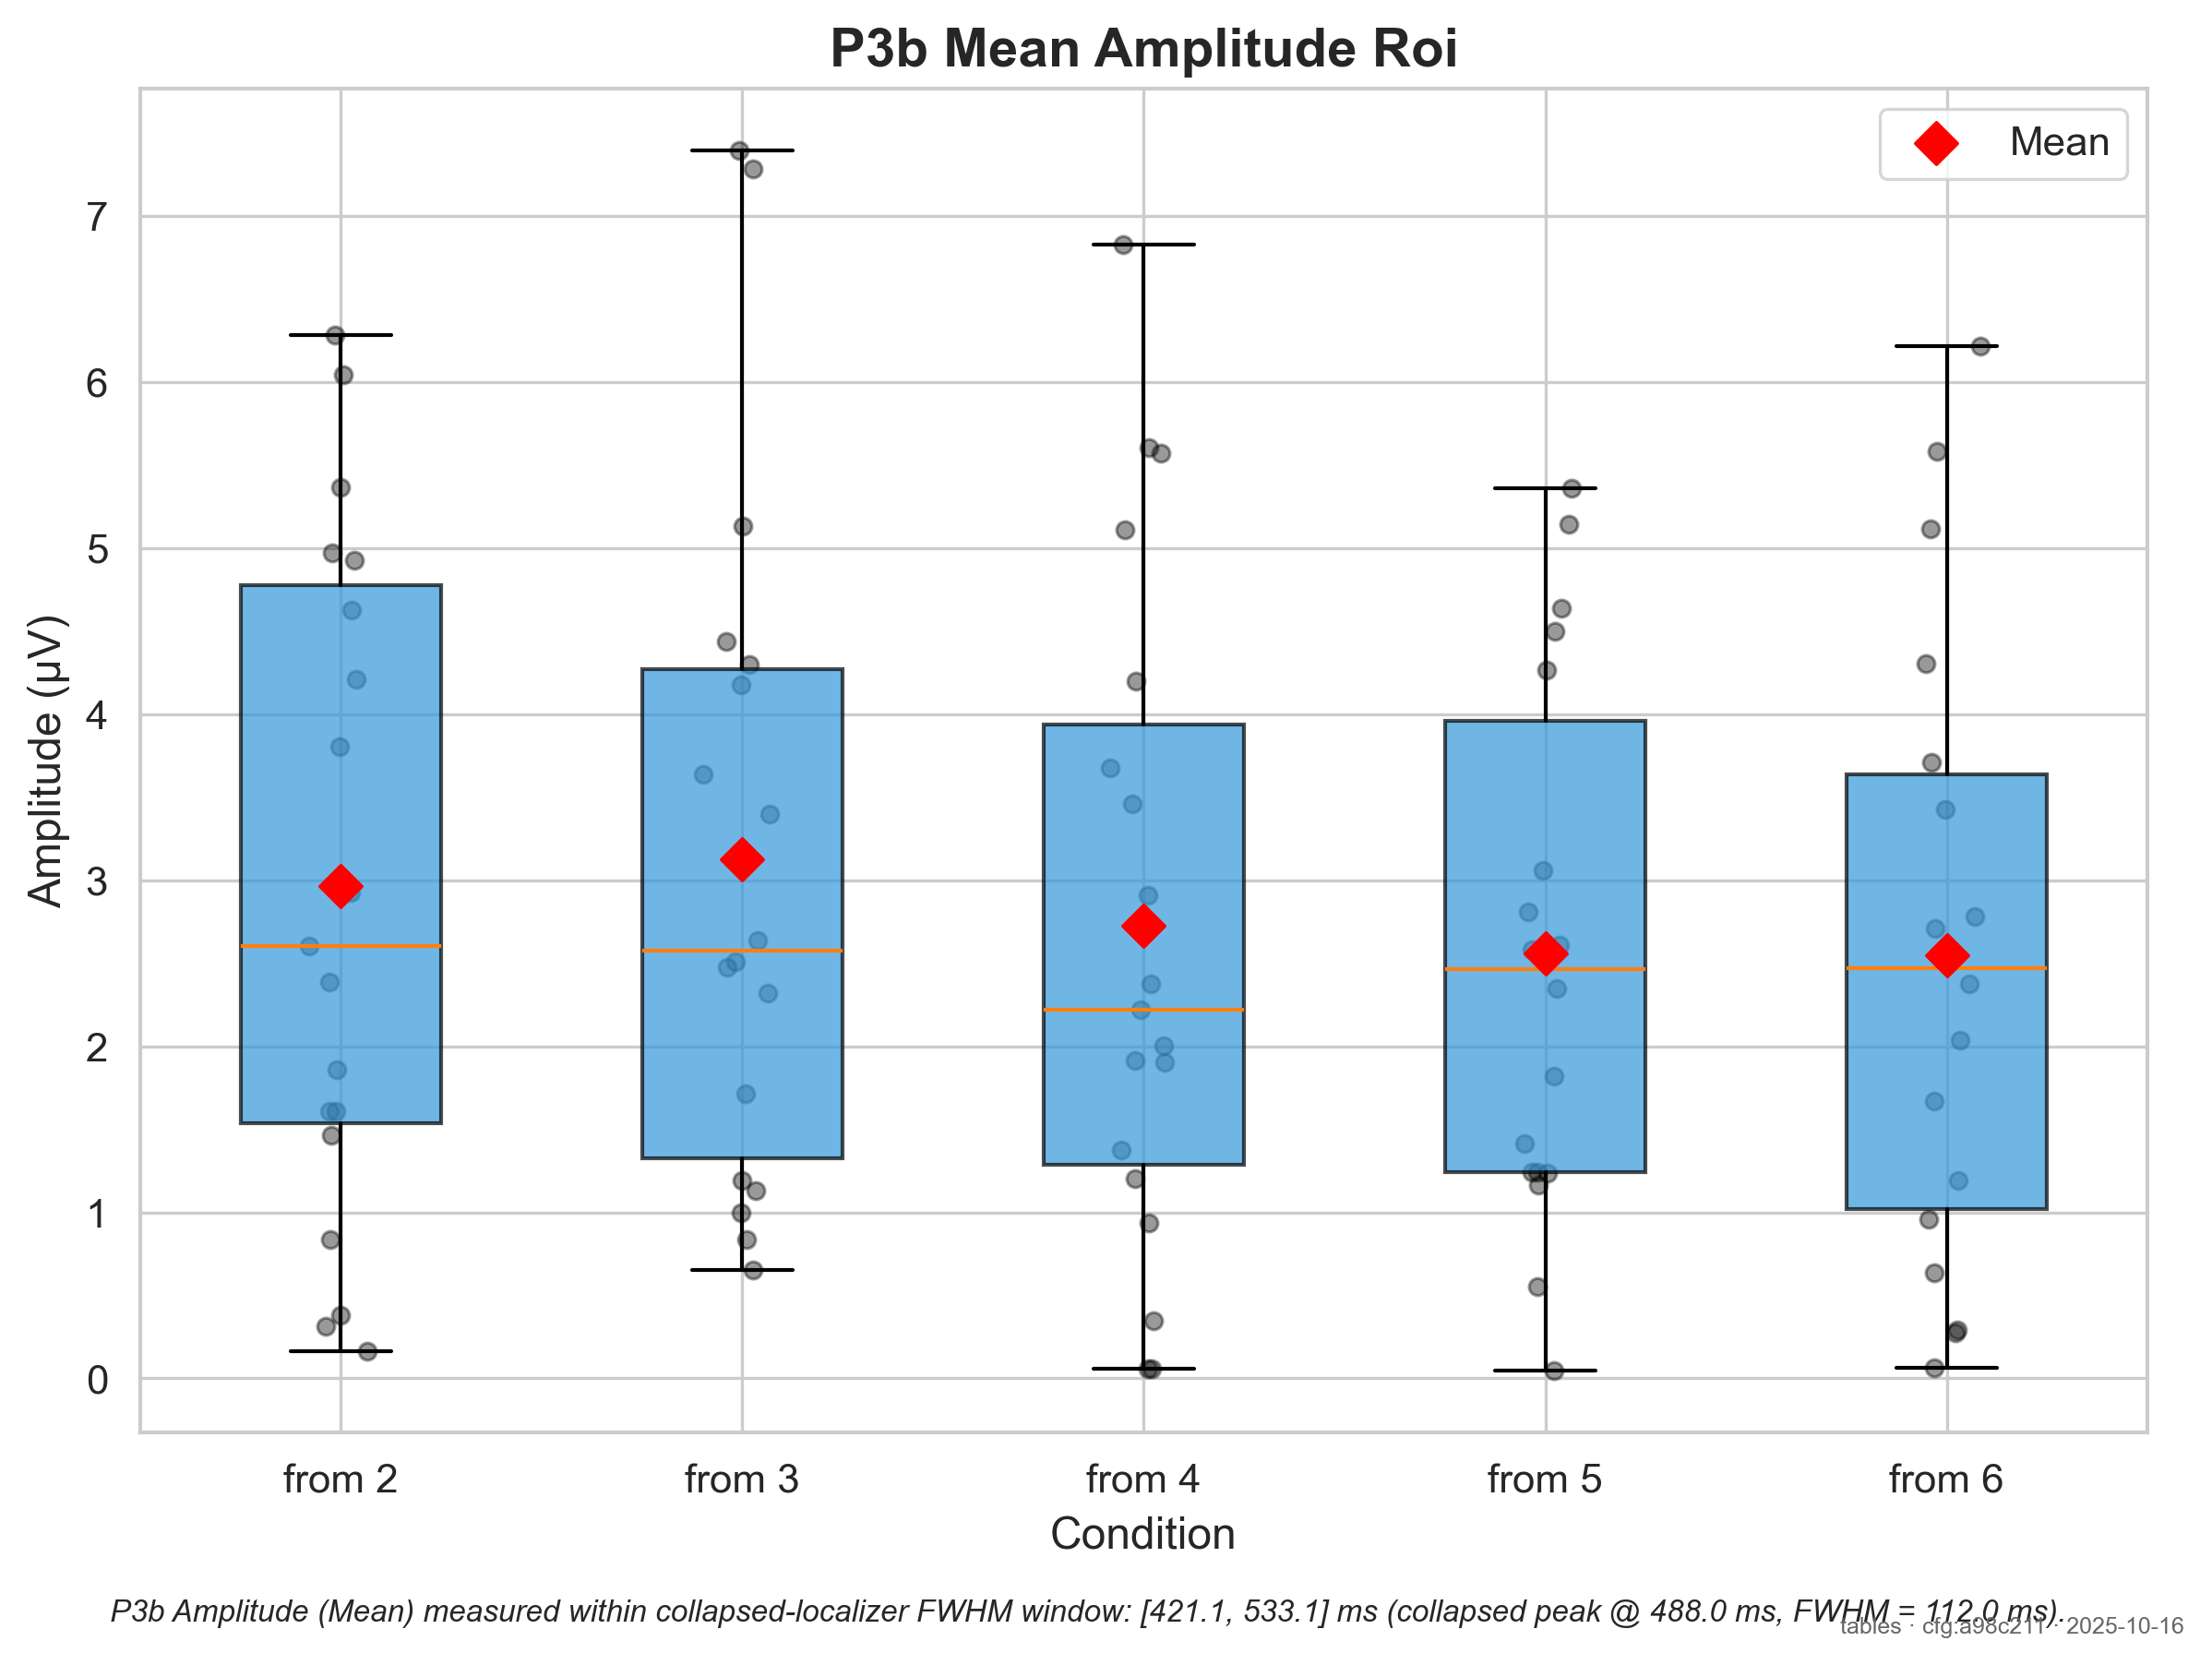 P3b Mean Amplitude Roi
Mean
7
6
5
4
3
2
1
0
Amplitude (µV)
from 2 from 3 from 4 from 5 from 6
Condition
P3b Amplitude (Mean) measured within collapsed-localizer FWHM window: [421.1, 533.1] ms (collapsed peak @ 488.0 ms, FWHM = 112.0 ms).
tables · cfg:a98c211 · 2025-10-16